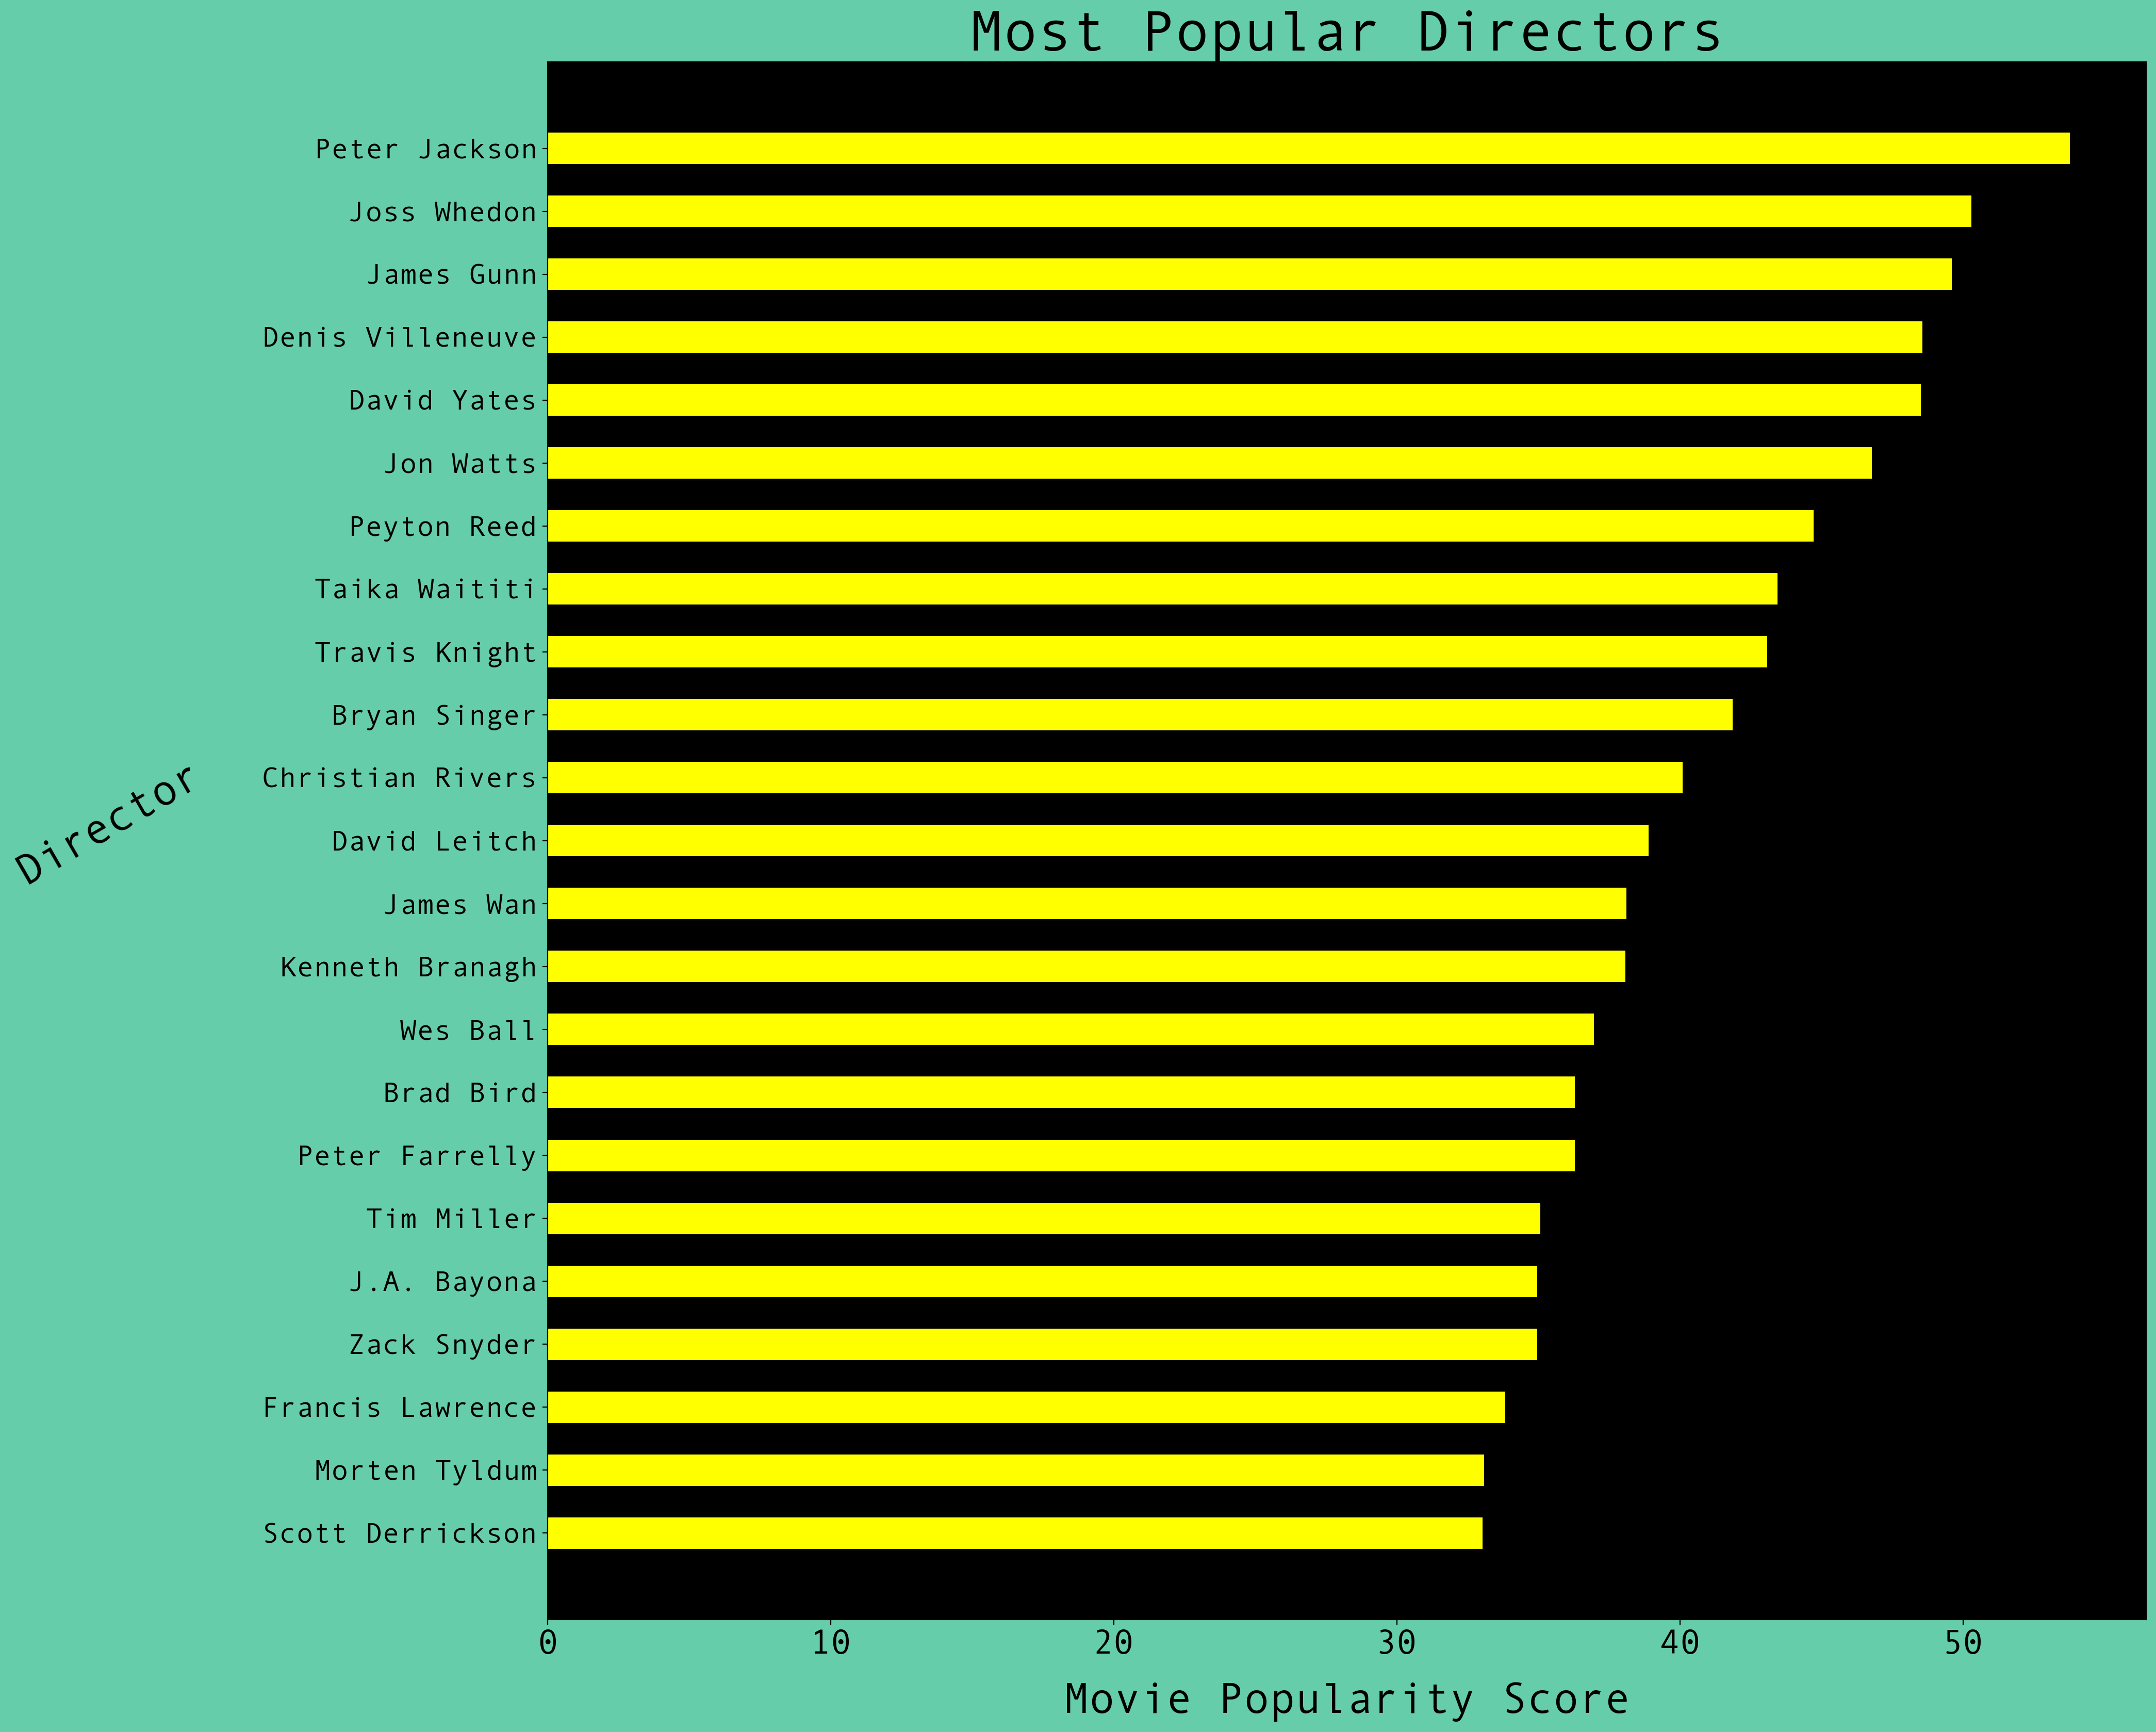 Most Popular Directors
Peter Jackson
Joss Whedon
James Gunn
Denis Villeneuve
David Yates
Jon Watts
Peyton Reed
Taika Waititi
Travis Knight
Bryan Singer
Christian Rivers
David Leitch
James Wan
Kenneth Branagh
Wes Ball
Brad Bird
Peter Farrelly
Tim Miller
J.A. Bayona
Zack Snyder
Francis Lawrence
Morten Tyldum
Scott Derrickson
Director
0 10 20 30 40 50
Movie Popularity Score